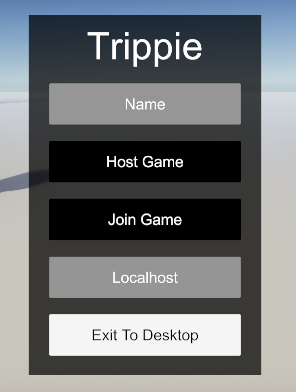 Trippie
Name
Host Game
Join Game
Localhost
Exit To Desktop